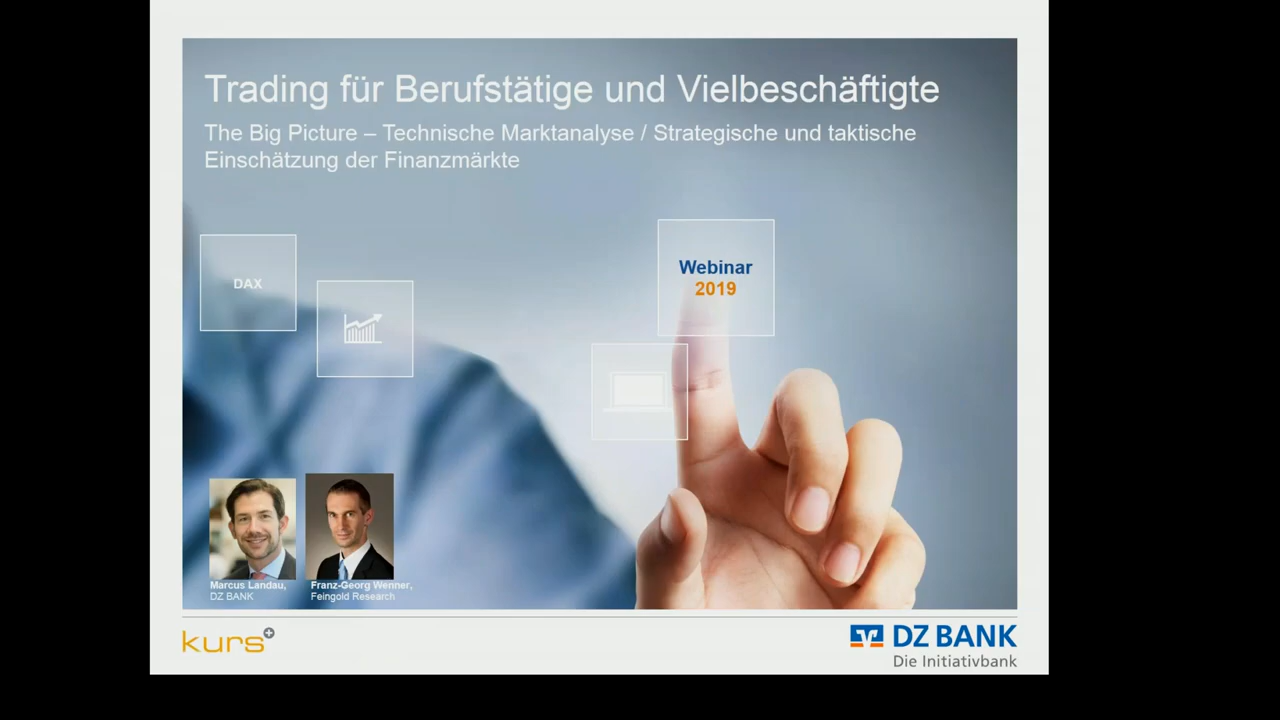 Trading für Berufstätige und Vielbeschäftigte
The Big Picture – Technische Marktanalyse / Strategische und taktische
Einschätzung der Finanzmärkte
DAX
Webinar
2019
Marcus Landau,
DZ BANK
Franz-Georg Wenner,
Feingold Research
kurs
DZ BANK
Die Initiativbank